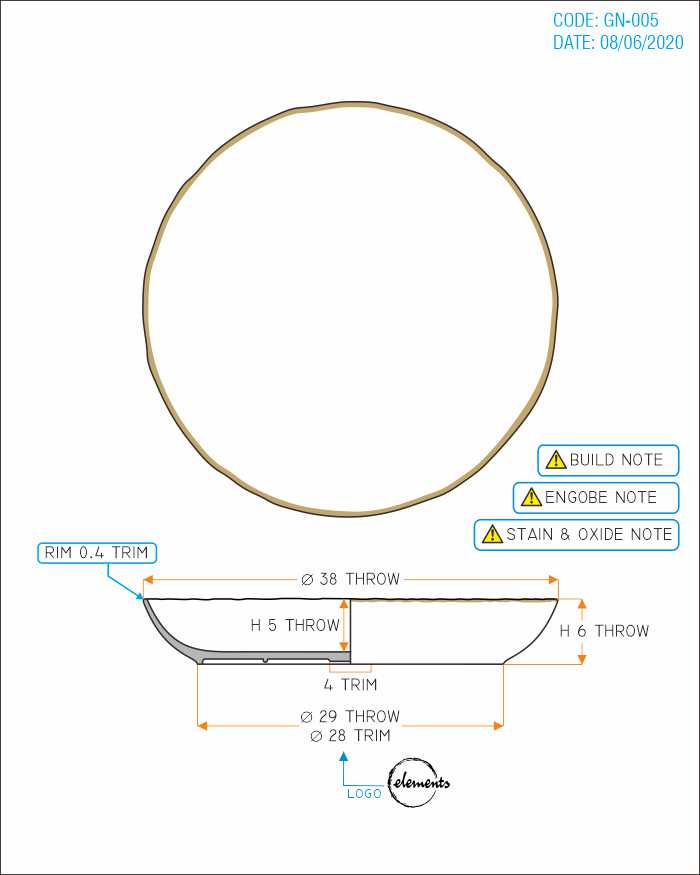 CODE: GN-005
DATE: 08/06/2020
BUILD NOTE
ENGOBE NOTE
STAIN & OXIDE NOTE
RIM 0.4 TRIM
Ø 38 THROW
H 5 THROW
H 6 THROW
4 TRIM
Ø 29 THROW
Ø 28 TRIM
LOGO
elements